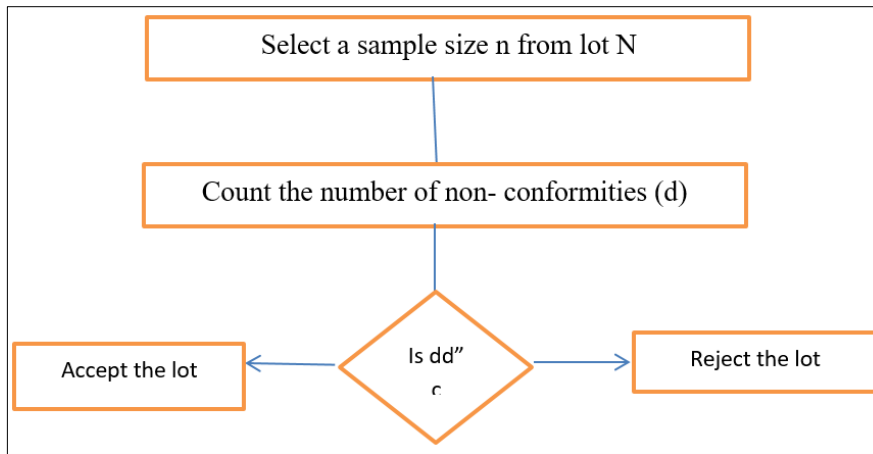 Select a sample size n from lot N
Count the number of non- conformities (d)
Is dd”
c
Accept the lot
Reject the lot